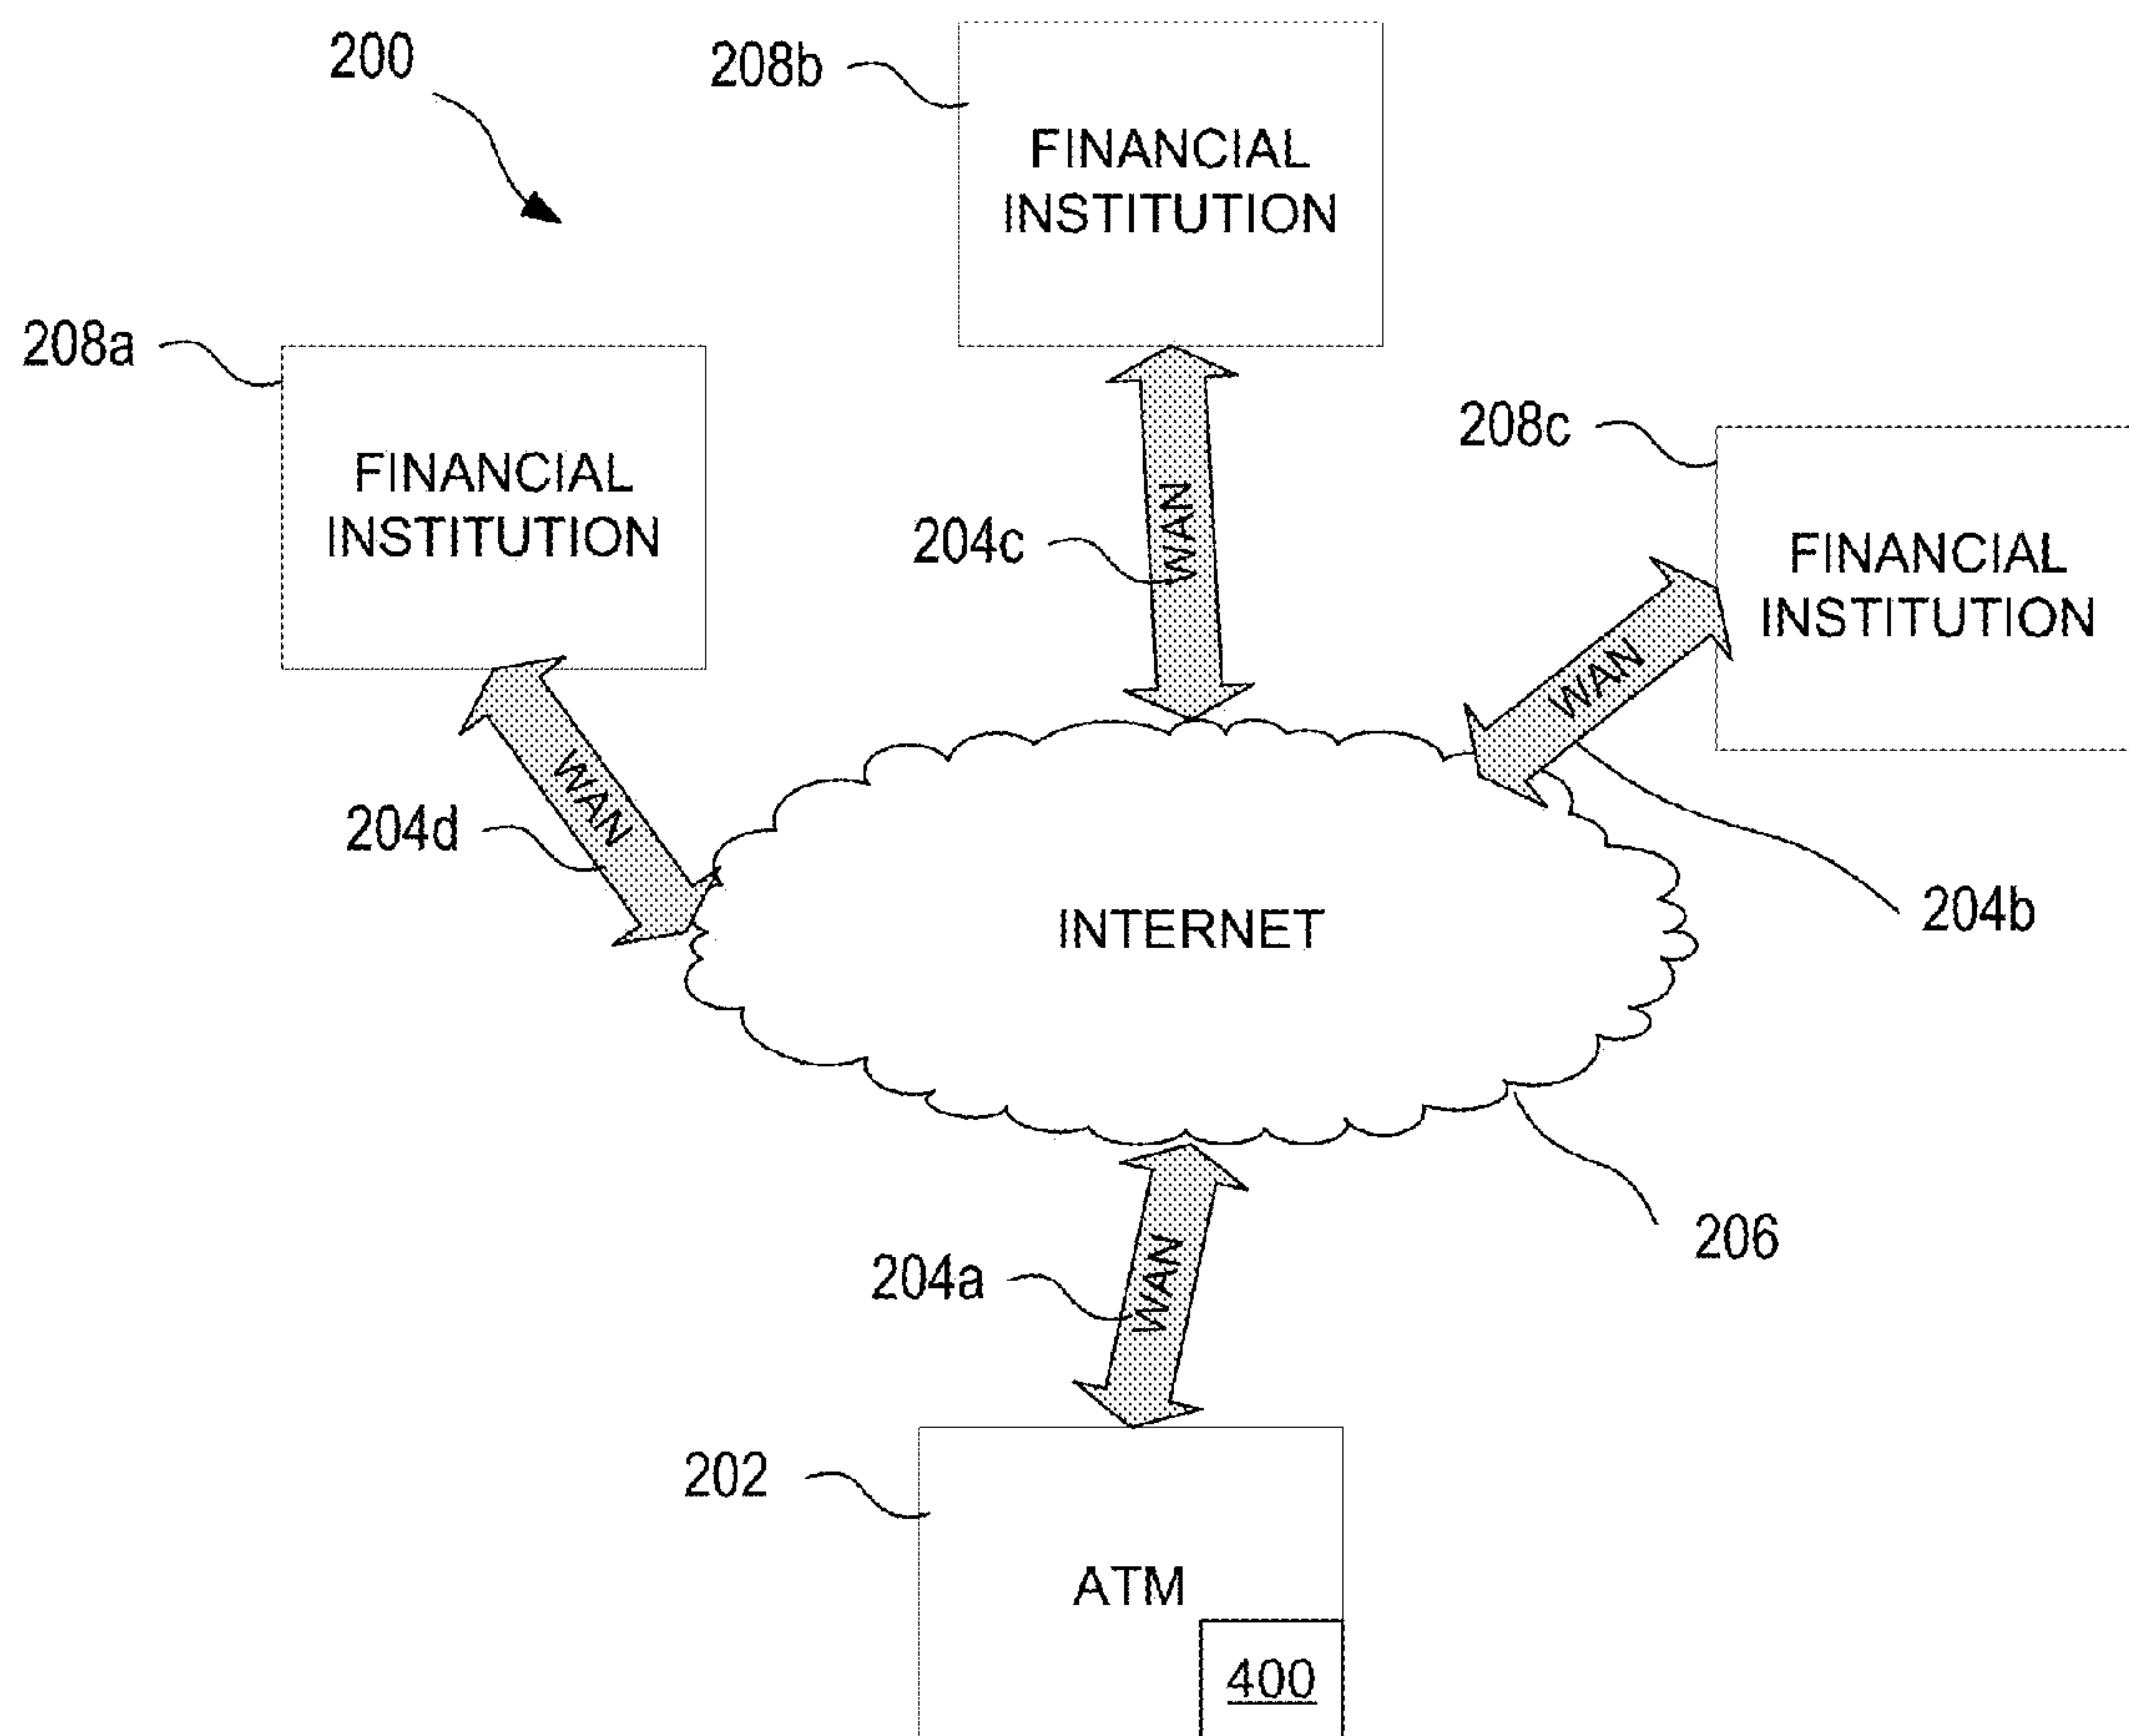 200
208b
FINANCIAL
INSTITUTION
208a
FINANCIAL
INSTITUTION
208c
FINANCIAL
INSTITUTION
204c
WAN
WAN
WAN
204d
204b
INTERNET
206
204a
WAN
202
ATM
400